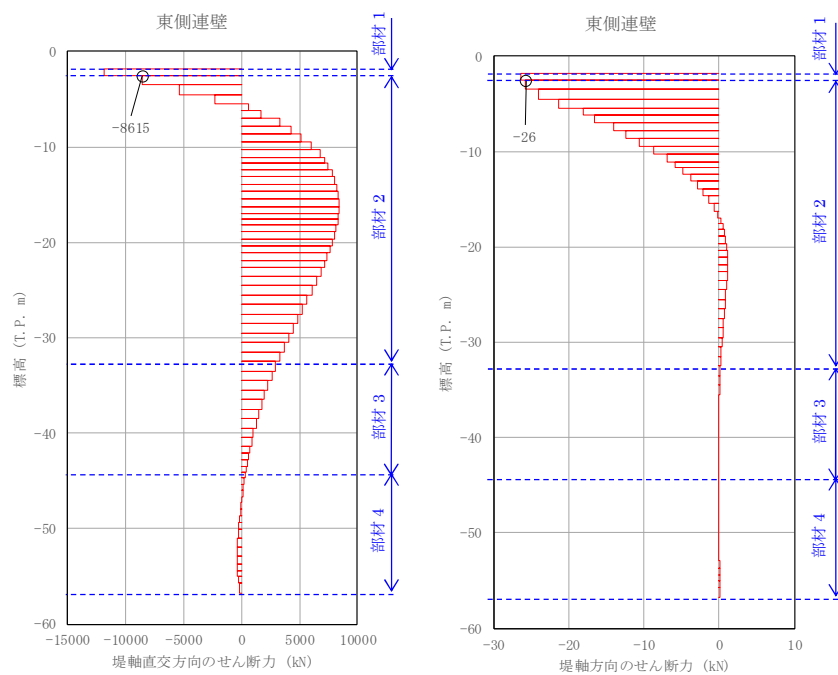 東側連壁
0
-10
-20
-30
-40
-50
-60
標高 (T.P. m)
-8615
-15000 -10000 -5000 0 5000 10000
堤軸直交方向のせん断力 (kN)
部材 1
部材 2
部材 3
部材 4
東側連壁
0
-10
-20
-30
-40
-50
-60
標高 (T.P. m)
-26
-30 -20 -10 0 10
堤軸方向のせん断力 (kN)
部材 1
部材 2
部材 3
部材 4